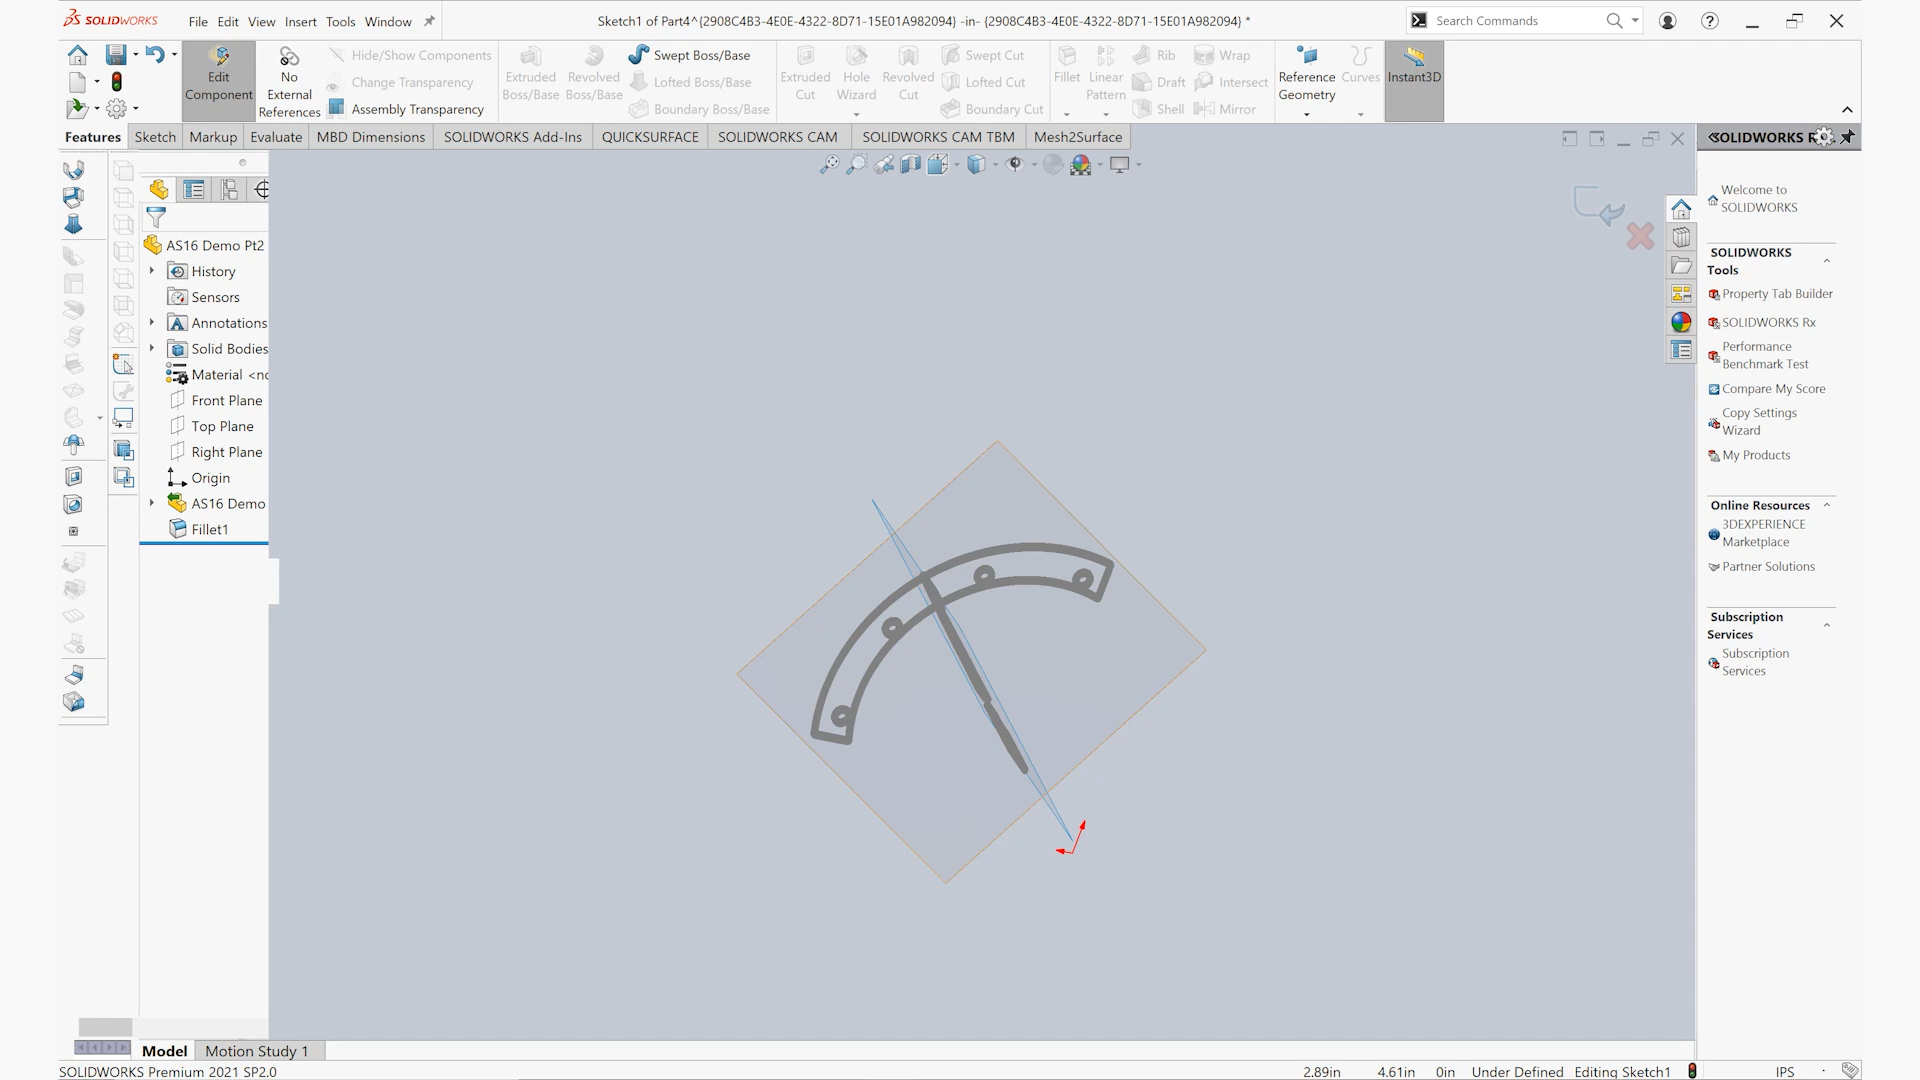 SOLIDWORKS File Edit View Insert Tools Window
Sketch1 of Part4^{2908C4B3-4E0E-4322-8D71-15E01A982094} -in- {2908C4B3-4E0E-4322-8D71-15E01A982094} *
Search Commands
Edit Component
No External References
Hide/Show Components
Change Transparency
Assembly Transparency
Extruded Boss/Base
Revolved Boss/Base
Swept Boss/Base
Lofted Boss/Base
Boundary Boss/Base
Extruded Cut
Hole Wizard
Revolved Cut
Swept Cut
Lofted Cut
Boundary Cut
Fillet
Linear Pattern
Rib
Draft
Shell
Wrap
Intersect
Mirror
Reference Geometry
Curves
Instant3D
Features Sketch Markup Evaluate MBD Dimensions SOLIDWORKS Add-Ins QUICKSURFACE SOLIDWORKS CAM SOLIDWORKS CAM TBM Mesh2Surface
AS16 Demo Pt2
History
Sensors
Annotations
Solid Bodies
Material
Front Plane
Top Plane
Right Plane
Origin
AS16 Demo
Fillet1
SOLIDWORKS
Welcome to
SOLIDWORKS
SOLIDWORKS
Tools
Property Tab Builder
SOLIDWORKS Rx
Performance
Benchmark Test
Compare My Score
Copy Settings
Wizard
My Products
Online Resources
3DEXPERIENCE
Marketplace
Partner Solutions
Subscription
Services
Subscription
Services
Model Motion Study 1
SOLIDWORKS Premium 2021 SP2.0
2.89in 4.61in 0in Under Defined Editing Sketch1 IPS